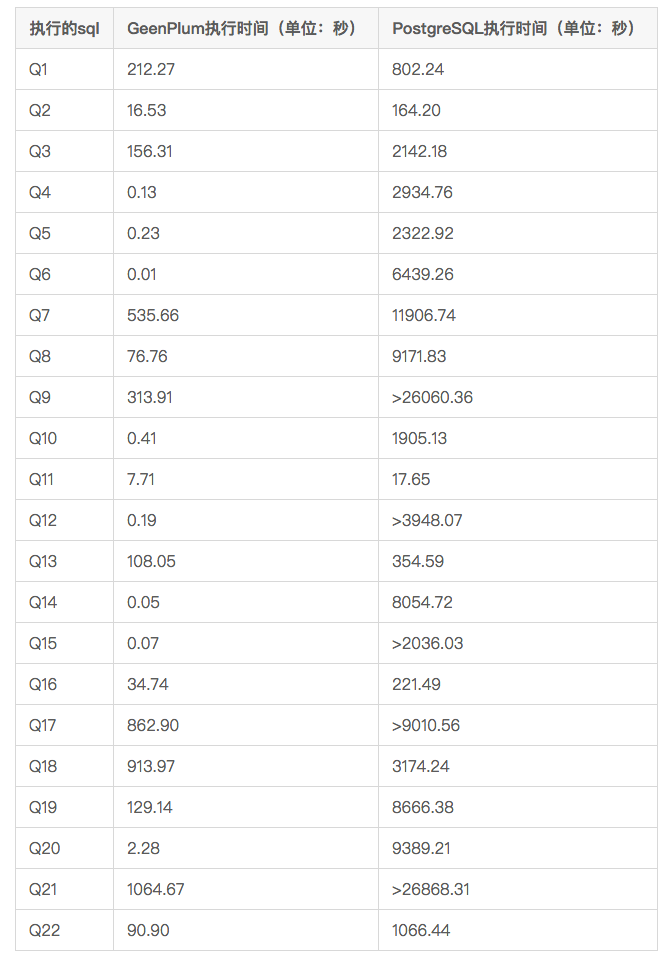 执行的sql GeenPlum执行时间（单位：秒） PostgreSQL执行时间（单位：秒）
Q1 212.27 802.24
Q2 16.53 164.20
Q3 156.31 2142.18
Q4 0.13 2934.76
Q5 0.23 2322.92
Q6 0.01 6439.26
Q7 535.66 11906.74
Q8 76.76 9171.83
Q9 313.91 >26060.36
Q10 0.41 1905.13
Q11 7.71 17.65
Q12 0.19 >3948.07
Q13 108.05 354.59
Q14 0.05 8054.72
Q15 0.07 >2036.03
Q16 34.74 221.49
Q17 862.90 >9010.56
Q18 913.97 3174.24
Q19 129.14 8666.38
Q20 2.28 9389.21
Q21 1064.67 >26868.31
Q22 90.90 1066.44